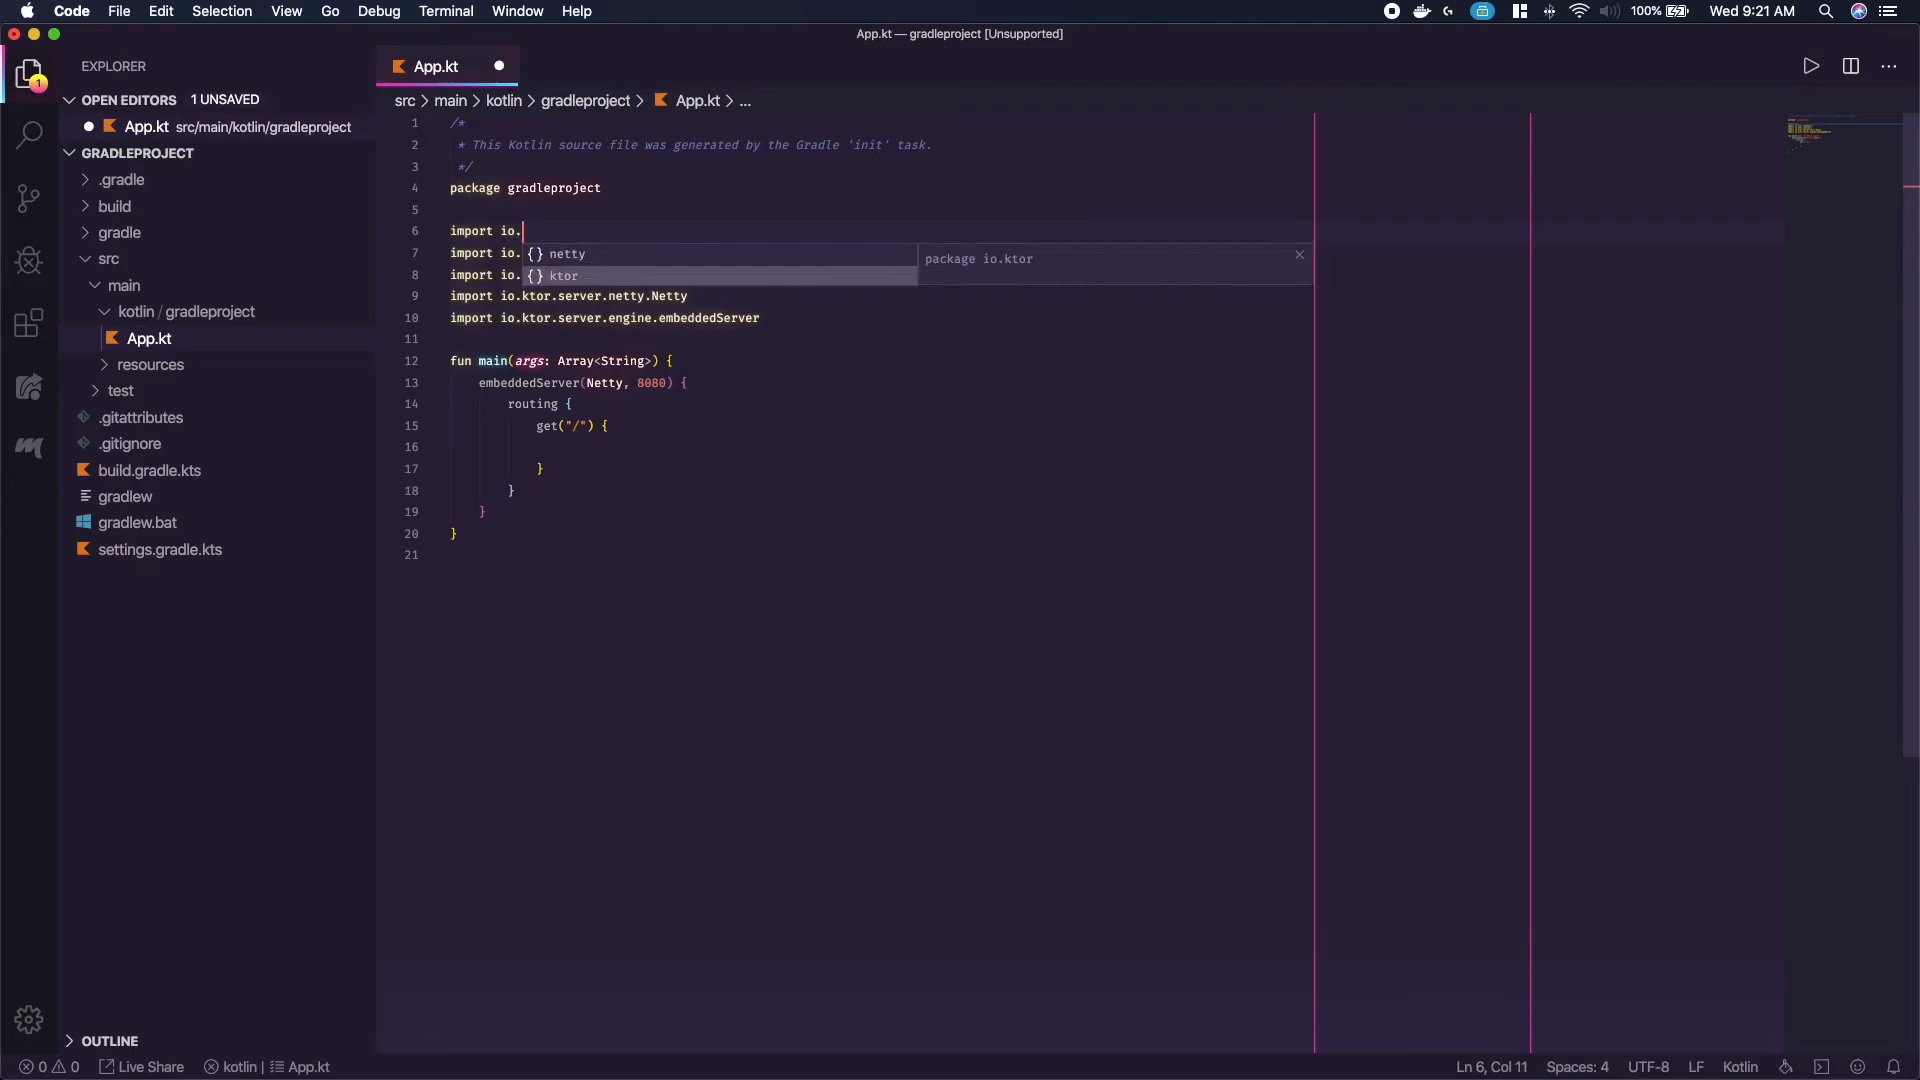 Code File Edit Selection View Go Debug Terminal Window Help 100% Wed 9:21 AM
App.kt — gradleproject [Unsupported]
EXPLORER
OPEN EDITORS 1 UNSAVED
App.kt src/main/kotlin/gradleproject
GRADLEPROJECT
.gradle
build
gradle
src
main
kotlin / gradleproject
App.kt
resources
test
.gitattributes
.gitignore
build.gradle.kts
gradlew
gradlew.bat
settings.gradle.kts
OUTLINE
1
App.kt
src > main > kotlin > gradleproject > App.kt > ...
1 /*
2 * This Kotlin source file was generated by the Gradle 'init' task.
3 */
4 package gradleproject
5
6 import io.
7 import io.
8 import io.
9 import io.ktor.server.netty.Netty
10 import io.ktor.server.engine.embeddedServer
11
12 fun main(args: Array<String>) {
13 embeddedServer(Netty, 8080) {
14 routing {
15 get("/") {
16
17 }
18 }
19 }
20 }
21
{} netty
{} ktor
package io.ktor
0 0 Live Share kotlin | App.kt Ln 6, Col 11 Spaces: 4 UTF-8 LF Kotlin